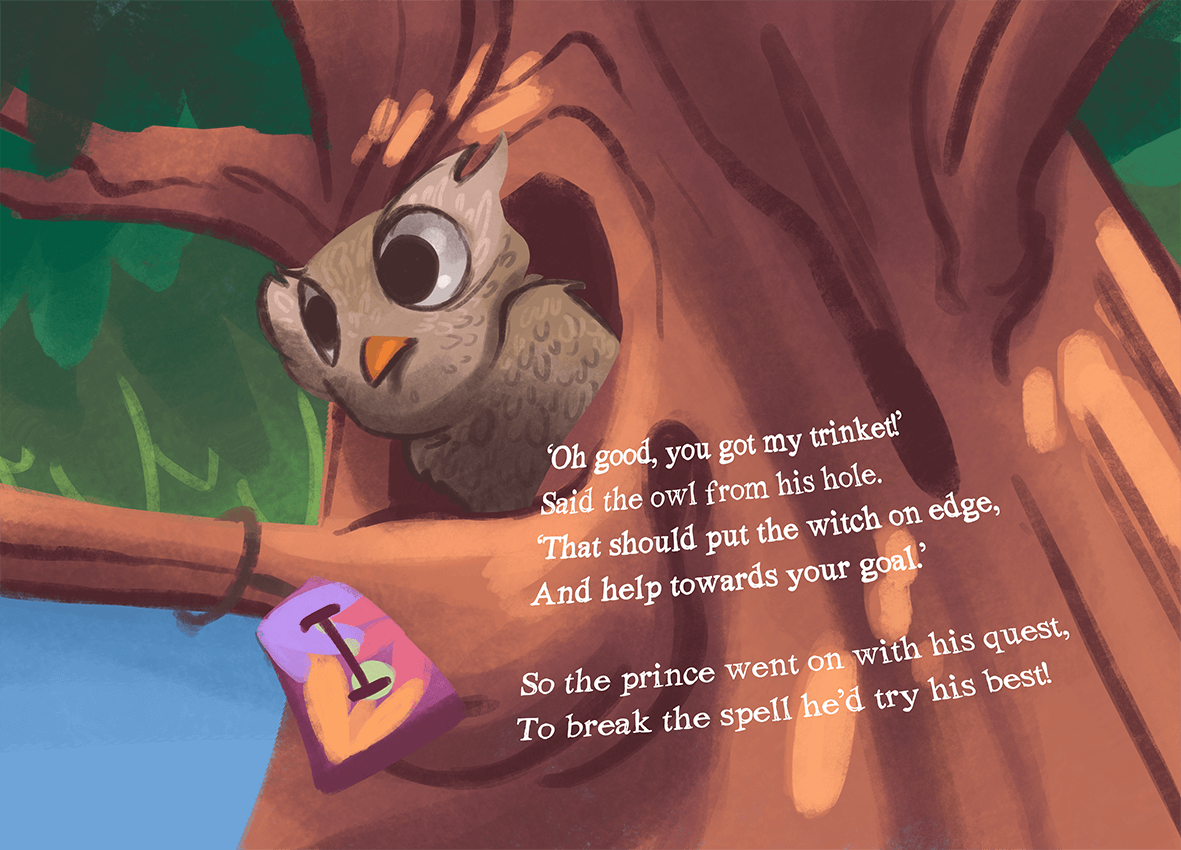 I
‘Oh good, you got my trinket!’
Said the owl from his hole.
‘That should put the witch on edge,
And help towards your goal.’
So the prince went on with his quest,
To break the spell he’d try his best!